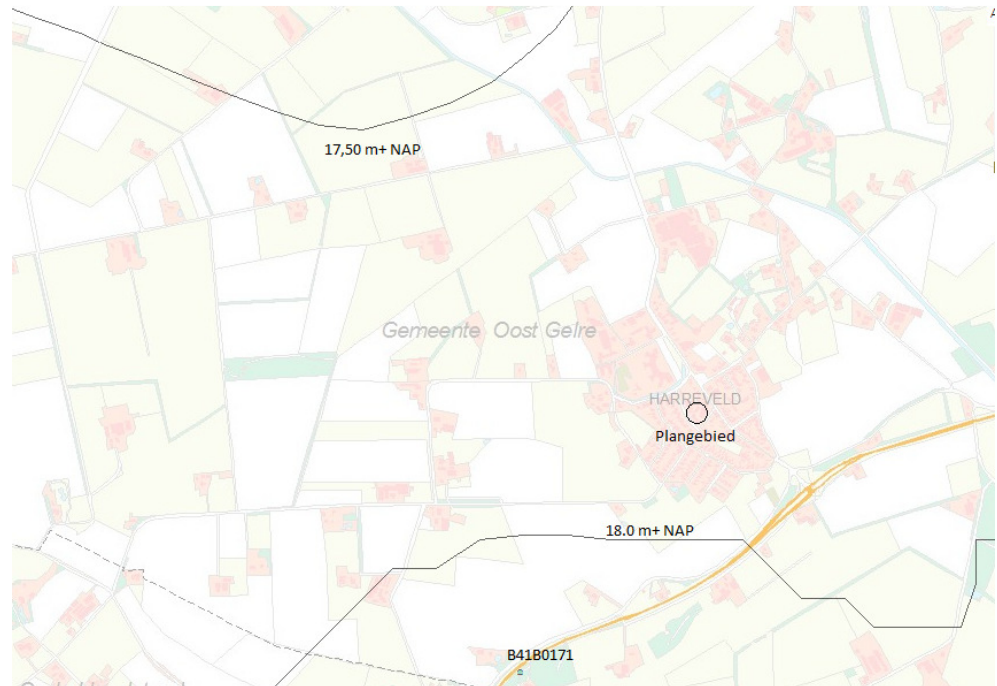 17,50 m+ NAP
Gemeente Oost Gelre
HARREVELD
Plangebied
18.0 m+ NAP
B41B0171